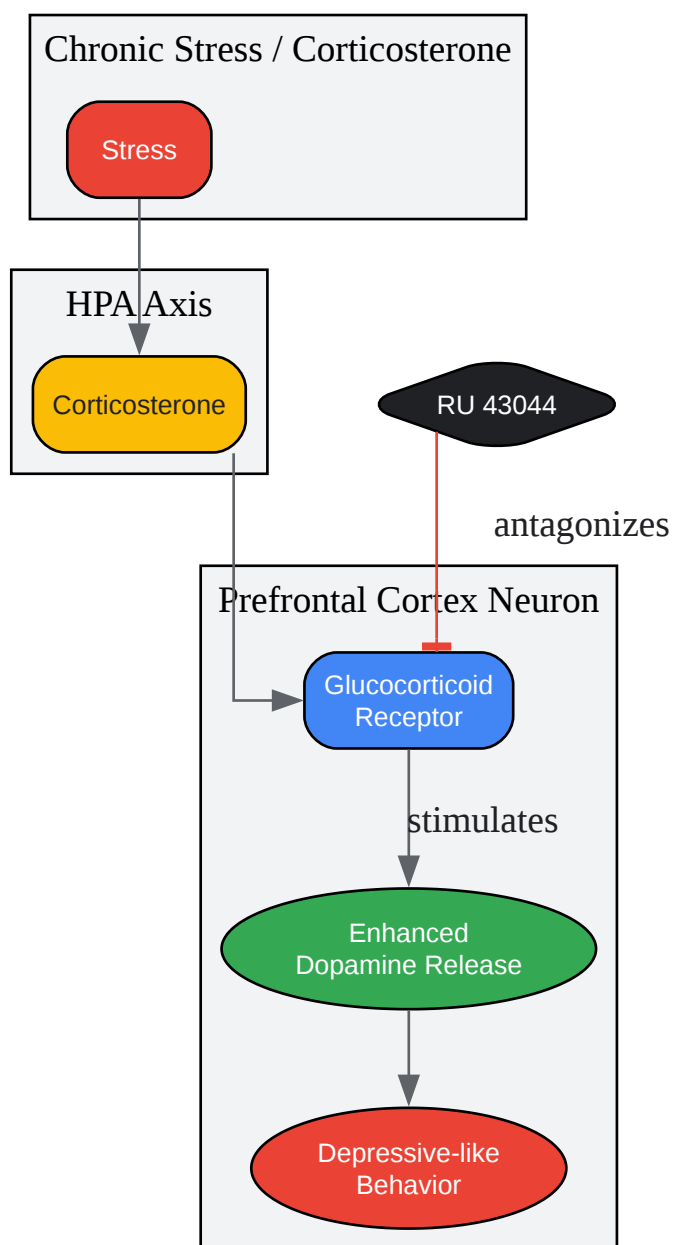 Chronic Stress / Corticosterone
Stress
HPA Axis
Corticosterone
RU 43044
antagonizes
Prefrontal Cortex Neuron
Glucocorticoid
Receptor
stimulates
Enhanced
Dopamine Release
Depressive-like
Behavior